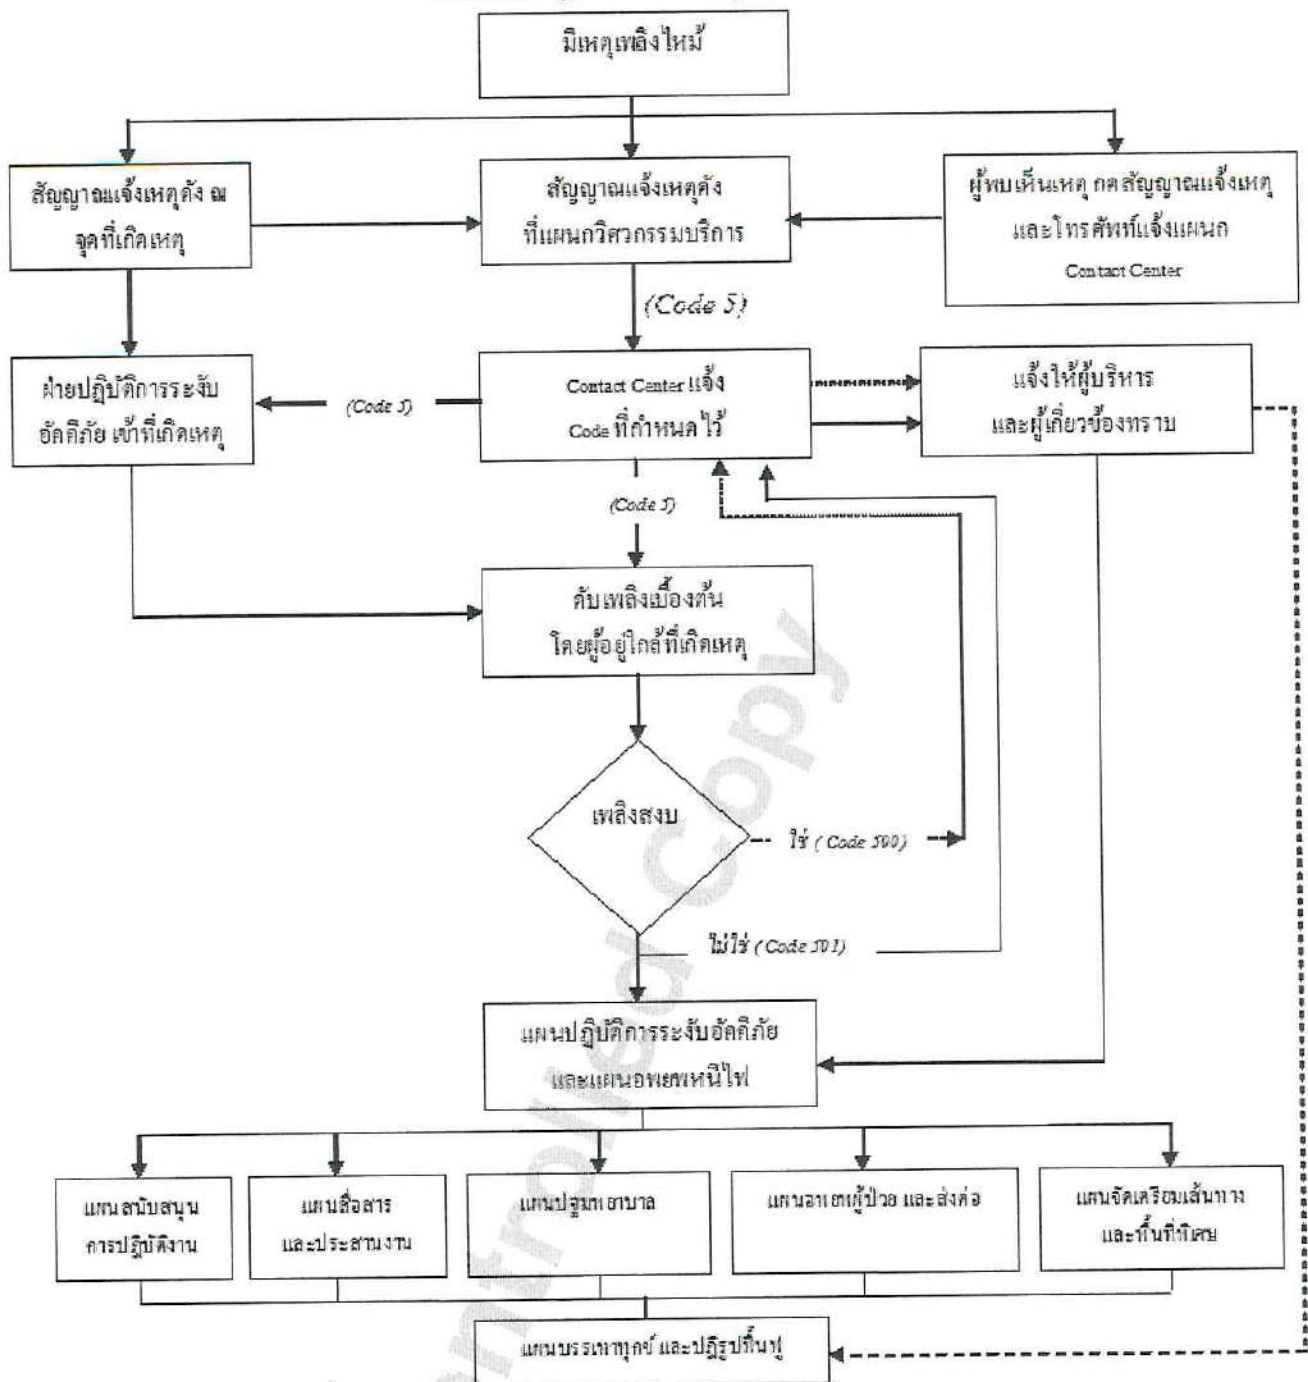 มีเหตุเพลิงไหม้
สัญญาณแจ้งเหตุดัง ณ
จุดที่เกิดเหตุ
สัญญาณแจ้งเหตุดัง
ที่แผนกวิศวกรรมบริการ
ผู้พบเห็นเหตุ กดสัญญาณแจ้งเหตุ
และโทรศัพท์แจ้งแผนก
Contact Center
(Code 5)
ฝ่ายปฏิบัติการระงับ
อัคคีภัย เข้าที่เกิดเหตุ
(Code 5)
Contact Center แจ้ง
Code ที่กำหนดไว้
แจ้งให้ผู้บริหาร
และผู้เกี่ยวข้องทราบ
(Code 5)
ดับเพลิงเบื้องต้น
โดยผู้อยู่ใกล้ที่เกิดเหตุ
เพลิงสงบ
ใช่ ( Code 500)
ไม่ใช่ ( Code 501)
แผนปฏิบัติการระงับอัคคีภัย
และแผนอพยพหนีไฟ
แผนสนับสนุน
การปฏิบัติงาน
แผนสื่อสาร
และประสานงาน
แผนปฐมพยาบาล
แผนอพยพผู้ป่วย และส่งต่อ
แผนจัดเตรียมเส้นทาง
และพื้นที่พิเศษ
แผนบรรเทาทุกข์ และปฏิรูปฟื้นฟู
ntrolled Copy